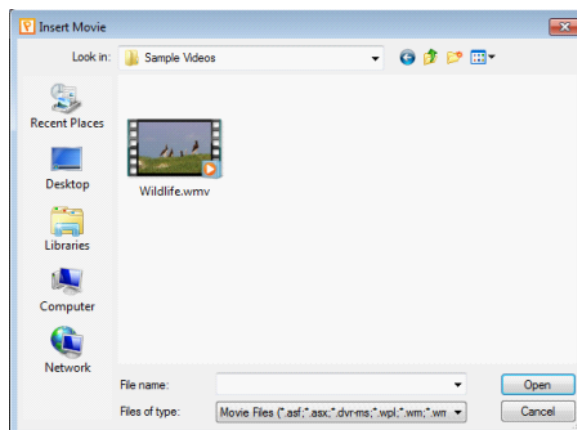 Insert Movie
Look in:
Sample Videos
Recent Places
Desktop
Libraries
Computer
Network
Wildlife.wmv
File name:
Open
Files of type:
Movie Files (*.asf;*.asx;*.dvr-ms;*.wpl;*.wm;*.wm
Cancel